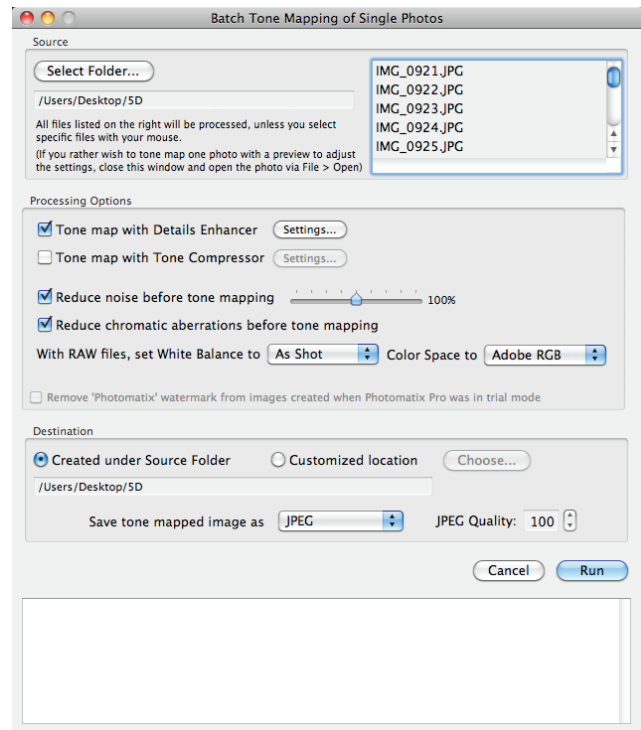 Batch Tone Mapping of Single Photos
Source
Select Folder...
/Users/Desktop/5D
All files listed on the right will be processed, unless you select
specific files with your mouse.
(If you rather wish to tone map one photo with a preview to adjust
the settings, close this window and open the photo via File > Open)
IMG_0921.JPG
IMG_0922.JPG
IMG_0923.JPG
IMG_0924.JPG
IMG_0925.JPG
Processing Options
Tone map with Details Enhancer Settings...
Tone map with Tone Compressor Settings...
Reduce noise before tone mapping 100%
Reduce chromatic aberrations before tone mapping
With RAW files, set White Balance to As Shot Color Space to Adobe RGB
Remove 'Photomatix' watermark from images created when Photomatix Pro was in trial mode
Destination
Created under Source Folder Customized location Choose...
/Users/Desktop/5D
Save tone mapped image as JPEG JPEG Quality: 100
Cancel Run